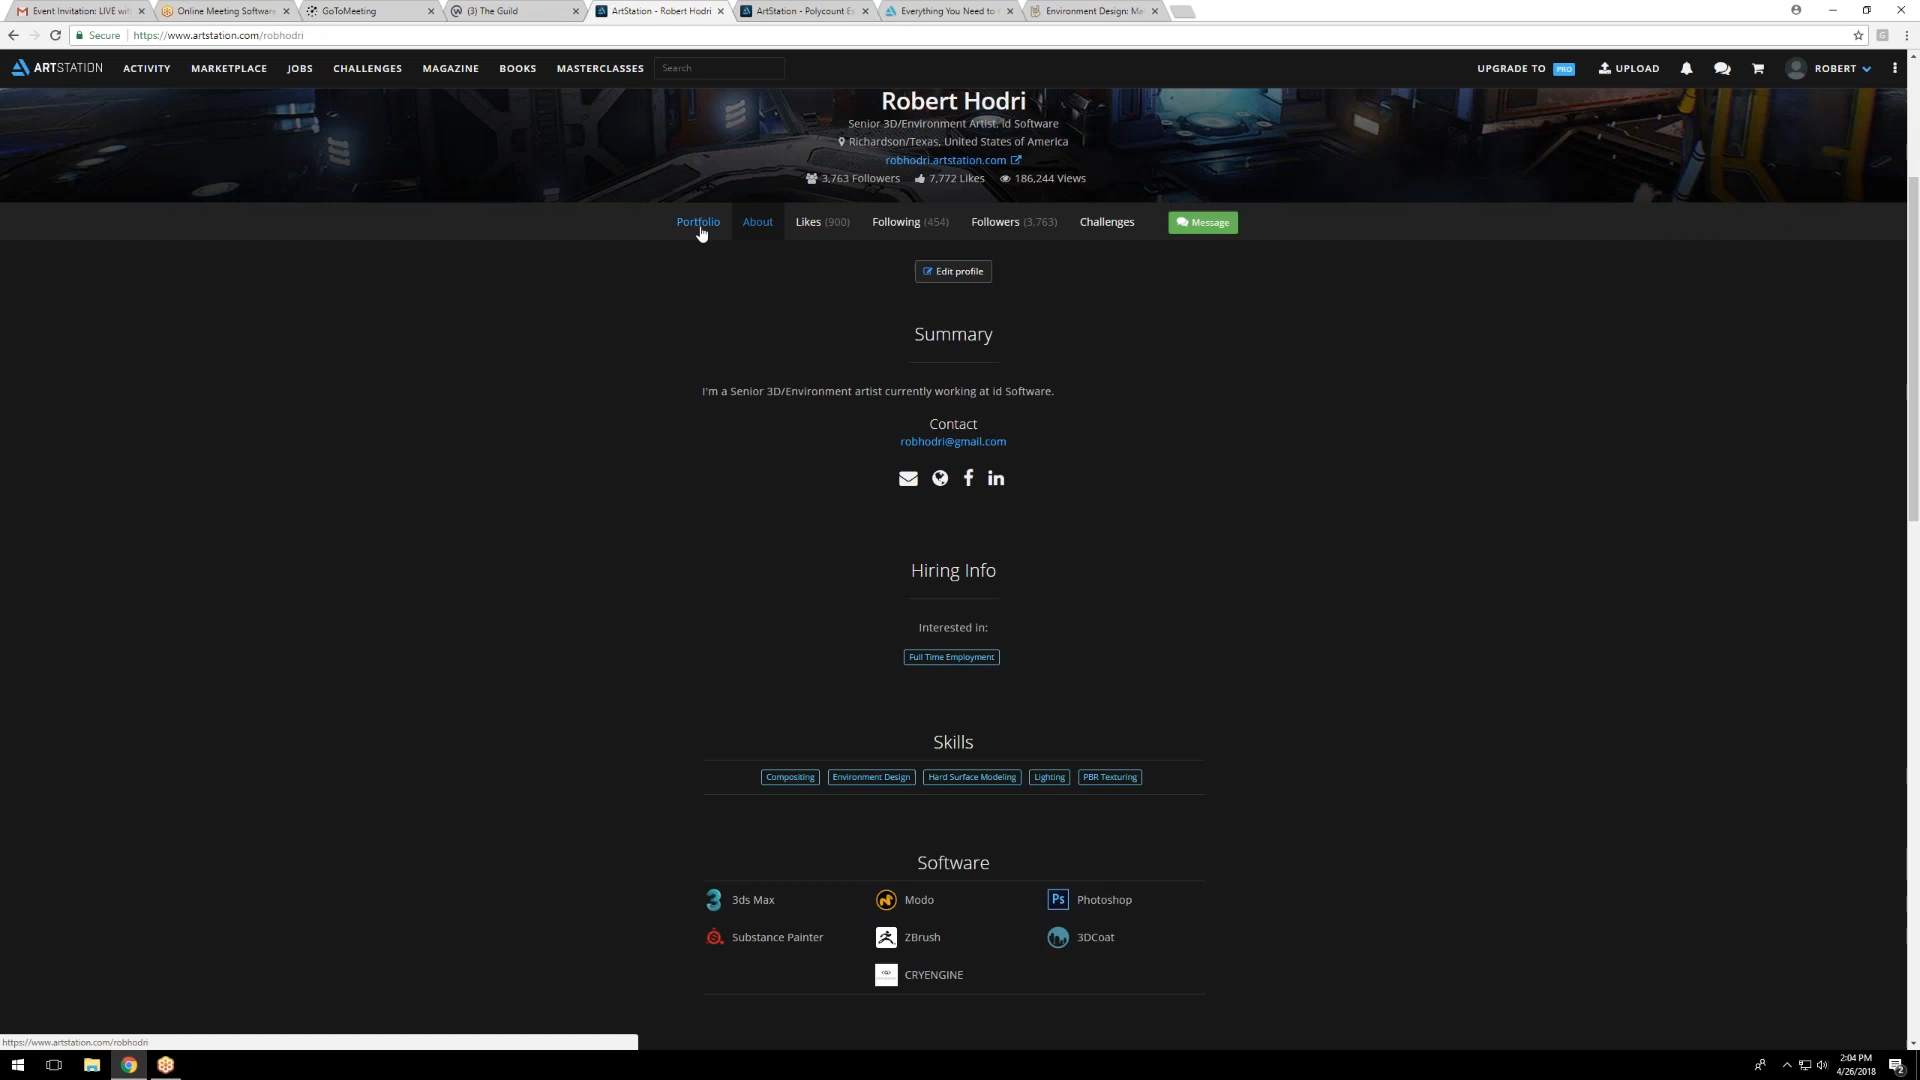 Event Invitation: LIVE wit
Online Meeting Software
GoToMeeting
(3) The Guild
ArtStation - Robert Hodri
ArtStation - Polycount E
Everything You Need to
Environment Design: Ma
Secure https://www.artstation.com/robhodri
ARTSTATION ACTIVITY MARKETPLACE JOBS CHALLENGES MAGAZINE BOOKS MASTERCLASSES Search UPGRADE TO PRO UPLOAD ROBERT
Robert Hodri
Senior 3D/Environment Artist, id Software
Richardson/Texas, United States of America
robhodri.artstation.com
3,763 Followers 7,772 Likes 186,244 Views
Portfolio About Likes (900) Following (454) Followers (3,763) Challenges Message
Edit profile
Summary
I'm a Senior 3D/Environment artist currently working at id Software.
Contact
robhodri@gmail.com
Hiring Info
Interested in:
Full Time Employment
Skills
Compositing Environment Design Hard Surface Modeling Lighting PBR Texturing
Software
3ds Max Modo Ps Photoshop
Substance Painter ZBrush 3DCoat
CRYENGINE
https://www.artstation.com/robhodri
2:04 PM
4/26/2018
2